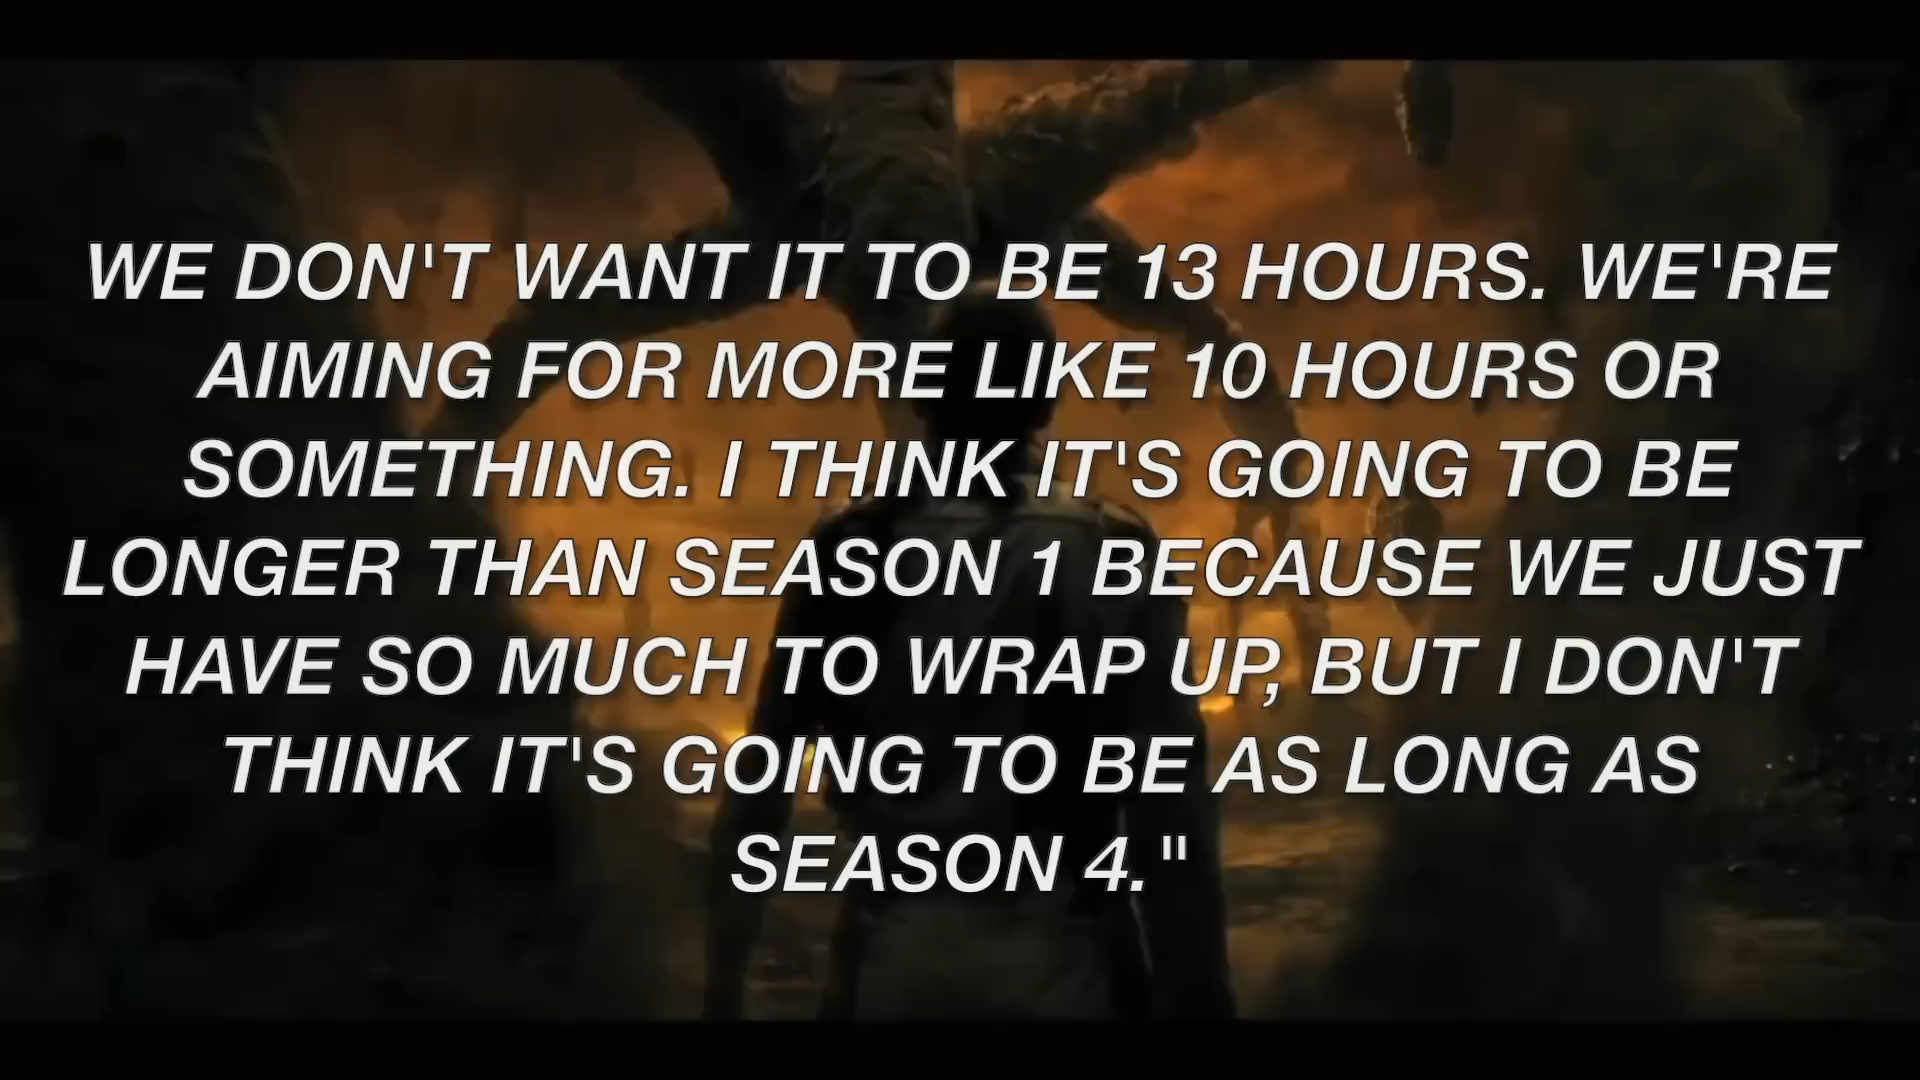 WE DON'T WANT IT TO BE 13 HOURS. WE'RE
AIMING FOR MORE LIKE 10 HOURS OR
SOMETHING. I THINK IT'S GOING TO BE
LONGER THAN SEASON 1 BECAUSE WE JUST
HAVE SO MUCH TO WRAP UP, BUT I DON'T
THINK IT'S GOING TO BE AS LONG AS
SEASON 4."